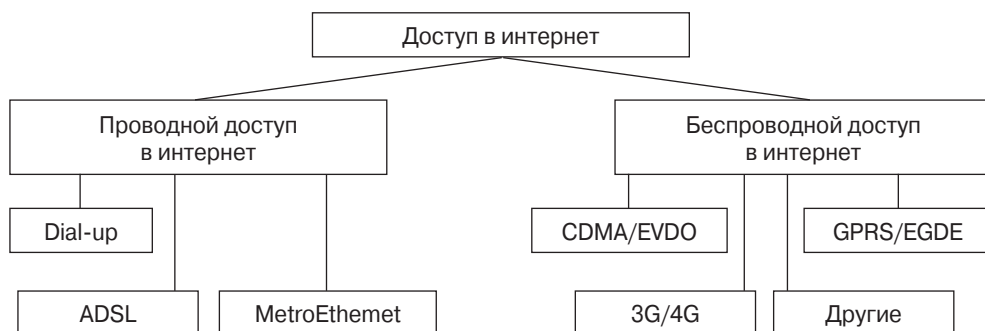 Доступ в интернет
Проводной доступ
в интернет
Беспроводной доступ
в интернет
Dial-up
CDMA/EVDO
GPRS/EGDE
ADSL
MetroEthemet
3G/4G
Другие